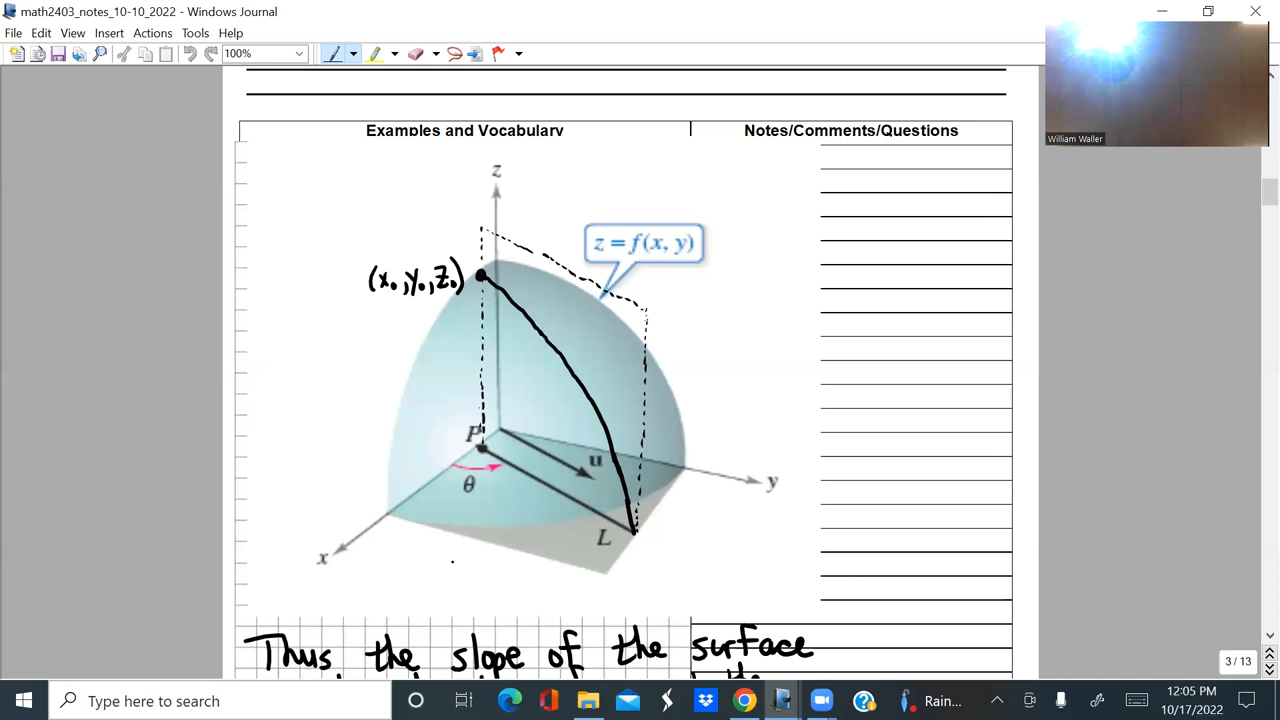 math2403_notes_10-10_2022 - Windows Journal
File Edit View Insert Actions Tools Help
100%
William Waller
Examples and Vocabulary
Notes/Comments/Questions
z
z = f(x, y)
(x₀, y₀, z₀)
P
u
θ
y
L
x
Thus the slope of the surface
3 / 13
Type here to search
Rain...
12:05 PM
10/17/2022